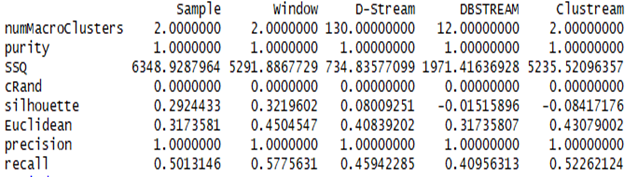 Sample Window D-Stream DBSTREAM Clustream
numMacroClusters 2.0000000 2.0000000 130.00000000 12.00000000 2.00000000
purity 1.0000000 1.0000000 1.00000000 1.00000000 1.00000000
SSQ 6348.9287964 5291.8867729 734.83577099 1971.41636928 5235.52096357
cRand 0.0000000 0.0000000 0.00000000 0.00000000 0.00000000
silhouette 0.2924433 0.3219602 0.08009251 -0.01515896 -0.08417176
Euclidean 0.3173581 0.4504547 0.40839202 0.31735807 0.43079002
precision 1.0000000 1.0000000 1.00000000 1.00000000 1.00000000
recall 0.5013146 0.5775631 0.45942285 0.40956313 0.52262124